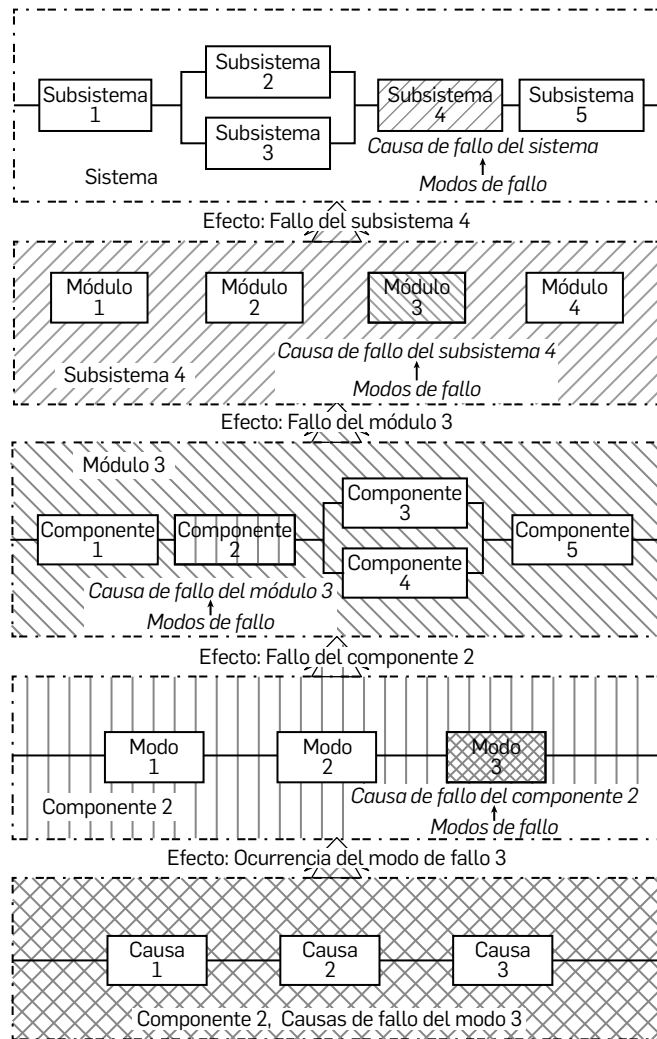 Subsistema
2
Subsistema
1
Subsistema
4
Subsistema
5
Subsistema
3
Causa de fallo del sistema
Sistema
Modos de fallo
Efecto: Fallo del subsistema 4
Módulo
1
Módulo
2
Módulo
3
Módulo
4
Causa de fallo del subsistema 4
Subsistema 4
Modos de fallo
Efecto: Fallo del módulo 3
Módulo 3
Componente
3
Componente
1
Componente
2
Componente
5
Componente
4
Causa de fallo del módulo 3
Modos de fallo
Efecto: Fallo del componente 2
Modo
1
Modo
2
Modo
3
Causa de fallo del componente 2
Componente 2
Modos de fallo
Efecto: Ocurrencia del modo de fallo 3
Causa
1
Causa
2
Causa
3
Componente 2, Causas de fallo del modo 3